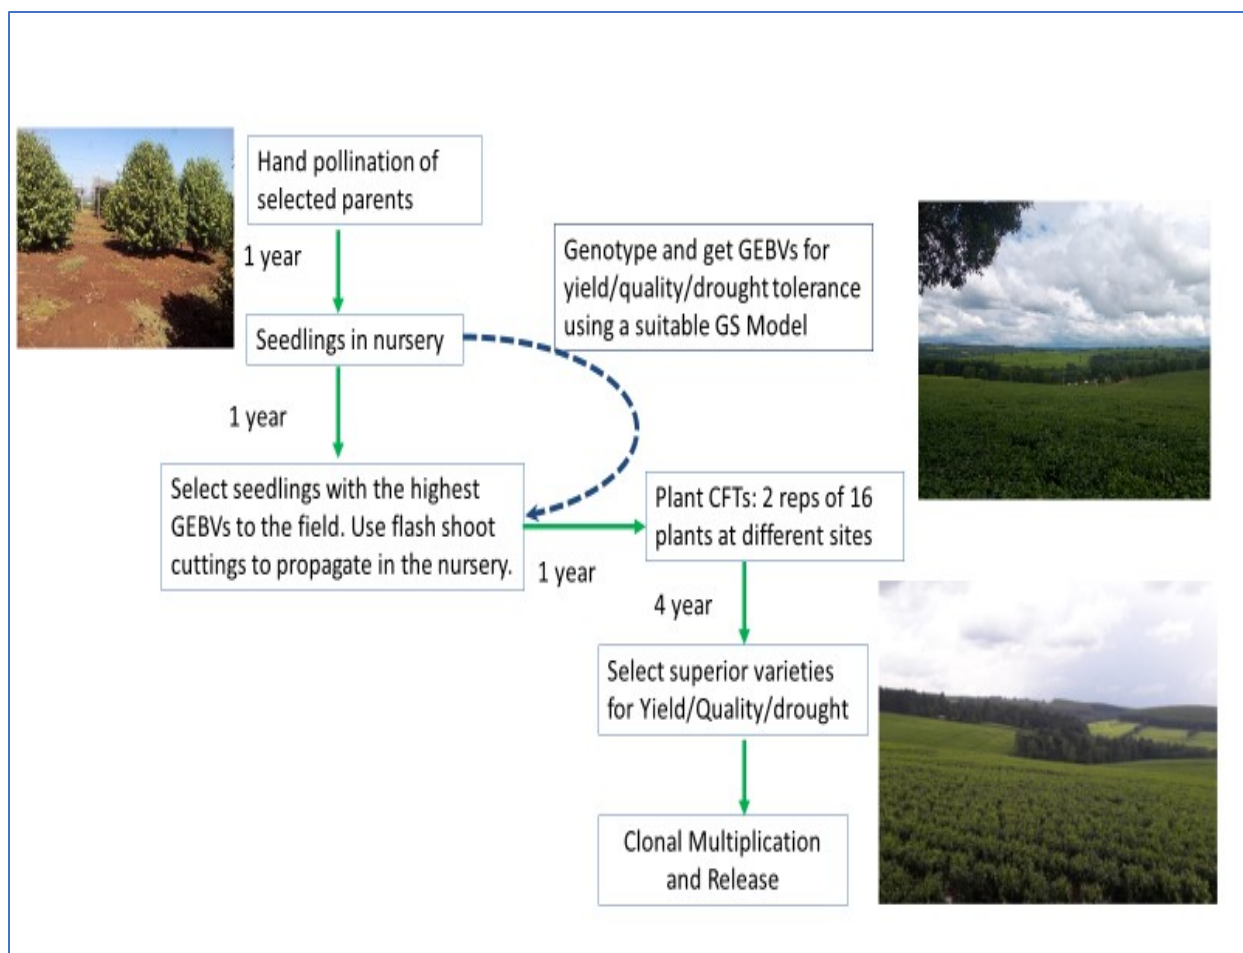 Hand pollination of
selected parents
1 year
Genotype and get GEBVs for
yield/quality/drought tolerance
using a suitable GS Model
Seedlings in nursery
1 year
Select seedlings with the highest
GEBVs to the field. Use flash shoot
cuttings to propagate in the nursery.
1 year
Plant CFTs: 2 reps of 16
plants at different sites
4 year
Select superior varieties
for Yield/Quality/drought
Clonal Multiplication
and Release